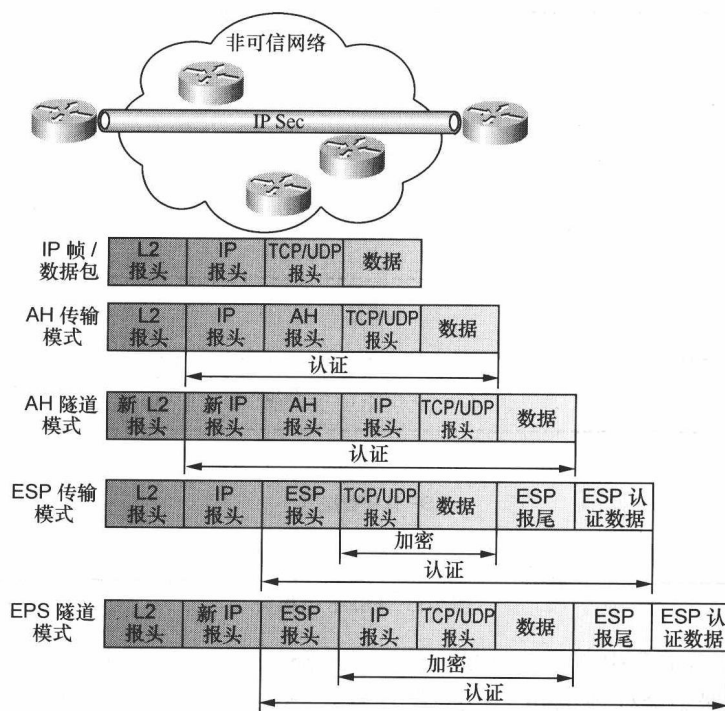 非可信网络
IP Sec
IP 帧 /
数据包
L2
报头
IP
报头
TCP/UDP
报头
数据
AH 传输
模式
L2
报头
IP
报头
AH
报头
TCP/UDP
报头
数据
认证
AH 隧道
模式
新 L2
报头
新 IP
报头
AH
报头
IP
报头
TCP/UDP
报头
数据
认证
ESP 传输
模式
L2
报头
IP
报头
ESP
报头
TCP/UDP
报头
数据
ESP
报尾
ESP 认
证数据
加密
认证
EPS 隧道
模式
L2
报头
新 IP
报头
ESP
报头
IP
报头
TCP/UDP
报头
数据
ESP
报尾
ESP 认
证数据
加密
认证